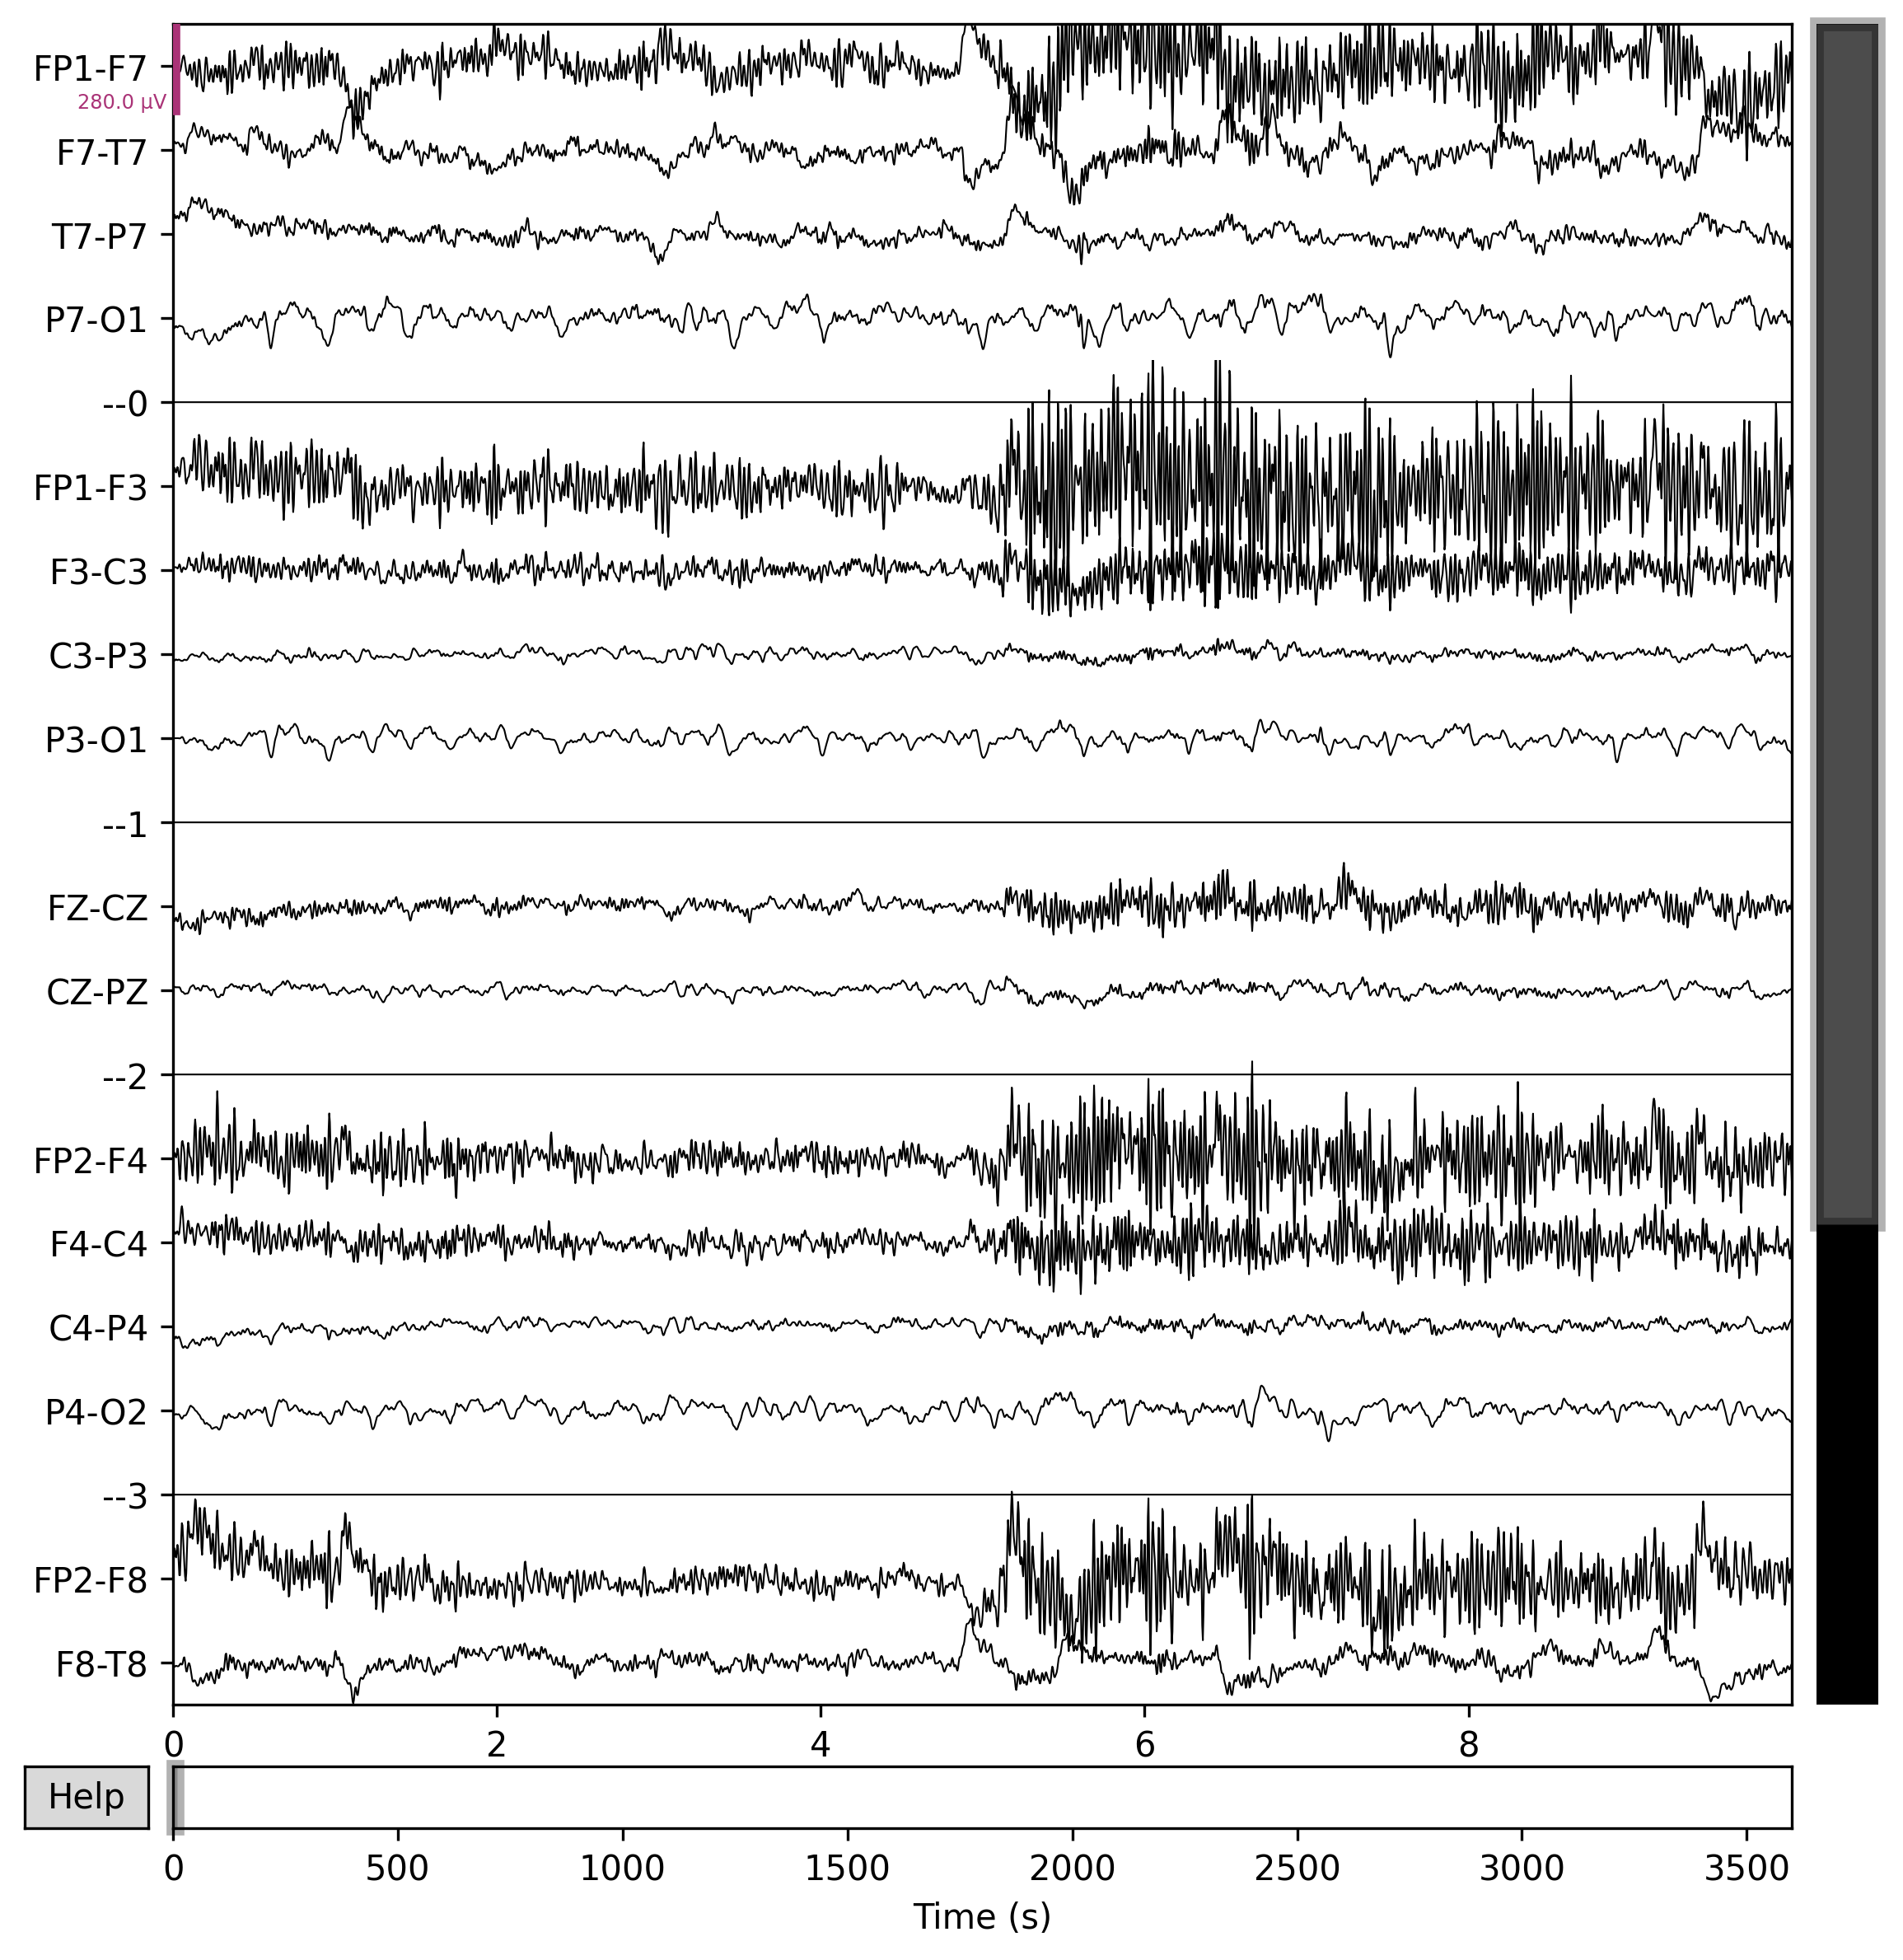 FP1-F7
280.0 µV
F7-T7
T7-P7
P7-O1
--0
FP1-F3
F3-C3
C3-P3
P3-O1
--1
FZ-CZ
CZ-PZ
--2
FP2-F4
F4-C4
C4-P4
P4-O2
--3
FP2-F8
F8-T8
0 2 4 6 8
Help
0 500 1000 1500 2000 2500 3000 3500
Time (s)